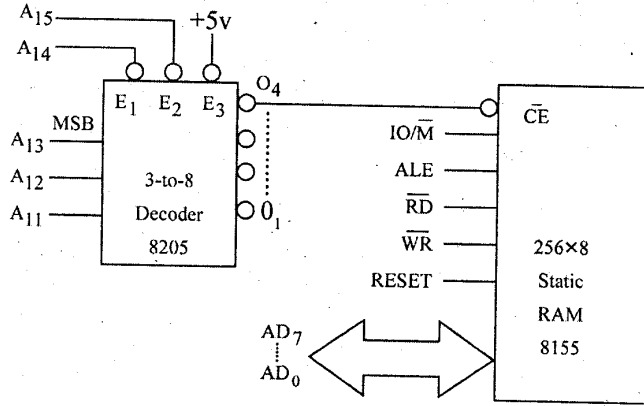 A15
+5v
A14
E1 E2 E3
O4
MSB
CE
IO/M
A13
ALE
A12
3-to-8
RD
Decoder
A11
01
WR
8205
256×8
RESET
Static
RAM
AD7
8155
AD0